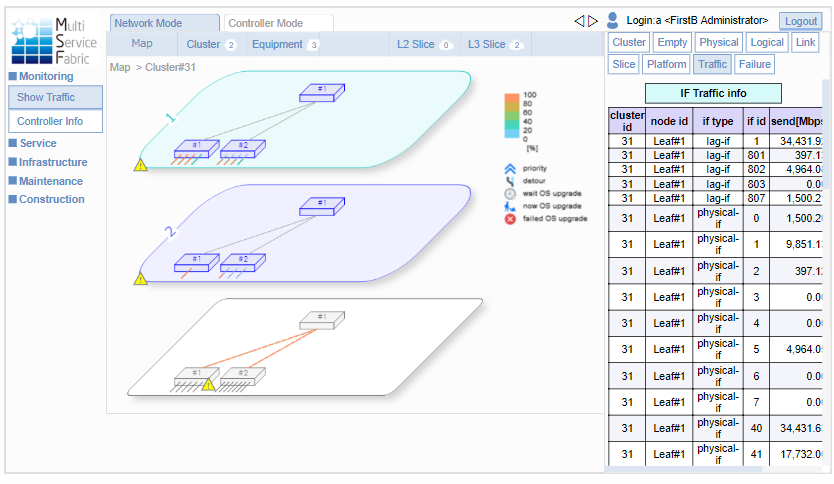 Multi
Service
Fabric
Network Mode
Controller Mode
Login:a <FirstB Administrator>
Logout
Map
Cluster 2
Equipment 3
L2 Slice 0
L3 Slice 2
Cluster
Empty
Physical
Logical
Link
Slice
Platform
Traffic
Failure
Monitoring
Show Traffic
Controller Info
Service
Infrastructure
Maintenance
Construction
Map > Cluster#31
1
#1
#1
#2
2
#1
#1
#2
#1
#1
#2
100
80
60
40
20
0
[%]
priority
detour
wait OS upgrade
now OS upgrade
failed OS upgrade
IF Traffic info
cluster id node id if type if id send[Mbps
31 Leaf#1 lag-if 1 34,431.9
31 Leaf#1 lag-if 801 397.1
31 Leaf#1 lag-if 802 4,964.0
31 Leaf#1 lag-if 803 0.0
31 Leaf#1 lag-if 807 1,500.2
31 Leaf#1 physical-if 0 1,500.2
31 Leaf#1 physical-if 1 9,851.1
31 Leaf#1 physical-if 2 397.1
31 Leaf#1 physical-if 3 0.0
31 Leaf#1 physical-if 4 0.0
31 Leaf#1 physical-if 5 4,964.0
31 Leaf#1 physical-if 6 0.0
31 Leaf#1 physical-if 7 0.0
31 Leaf#1 physical-if 40 34,431.6
31 Leaf#1 physical-if 41 17,732.0